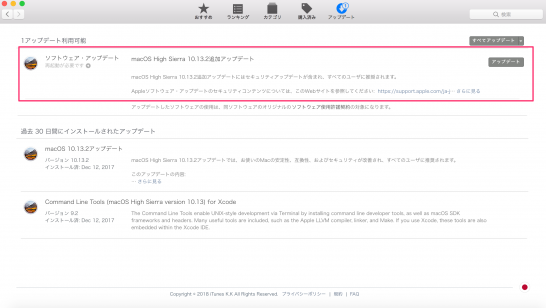 おすすめ
ランキング
カテゴリ
購入済み
アップデート
検索
1アップデート利用可能
すべてアップデート
ソフトウェア・アップデート
再起動が必要です
macOS High Sierra 10.13.2追加アップデート
アップデート
macOS High Sierra 10.13.2追加アップデートにはセキュリティアップデートが含まれ、すべてのユーザに推奨されます。
Appleソフトウェア・アップデートのセキュリティコンテンツについては、このWebサイトを参照してください: https://support.apple.com/ja-j… さらに見る
アップデートしたソフトウェアの使用は、同ソフトウェアのオリジナルのソフトウェア使用許諾契約の対象になります。
過去 30 日間にインストールされたアップデート
macOS 10.13.2アップデート
バージョン 10.13.2
インストール済: Dec 12, 2017
macOS High Sierra 10.13.2アップデートでは、お使いのMacの安定性、互換性、およびセキュリティが改善され、すべてのユーザに推奨されます。
このアップデートの内容:
… さらに見る
Command Line Tools (macOS High Sierra version 10.13) for Xcode
バージョン 9.2
インストール済: Dec 12, 2017
The Command Line Tools enable UNIX-style development via Terminal by installing command line developer tools, as well as macOS SDK
frameworks and headers. Many useful tools are included, such as the Apple LLVM compiler, linker, and Make. If you use Xcode, these tools are also
embedded within the Xcode IDE.
Copyright © 2018 iTunes K.K All Rights Reserved. プライバシーポリシー | 規約 | FAQ